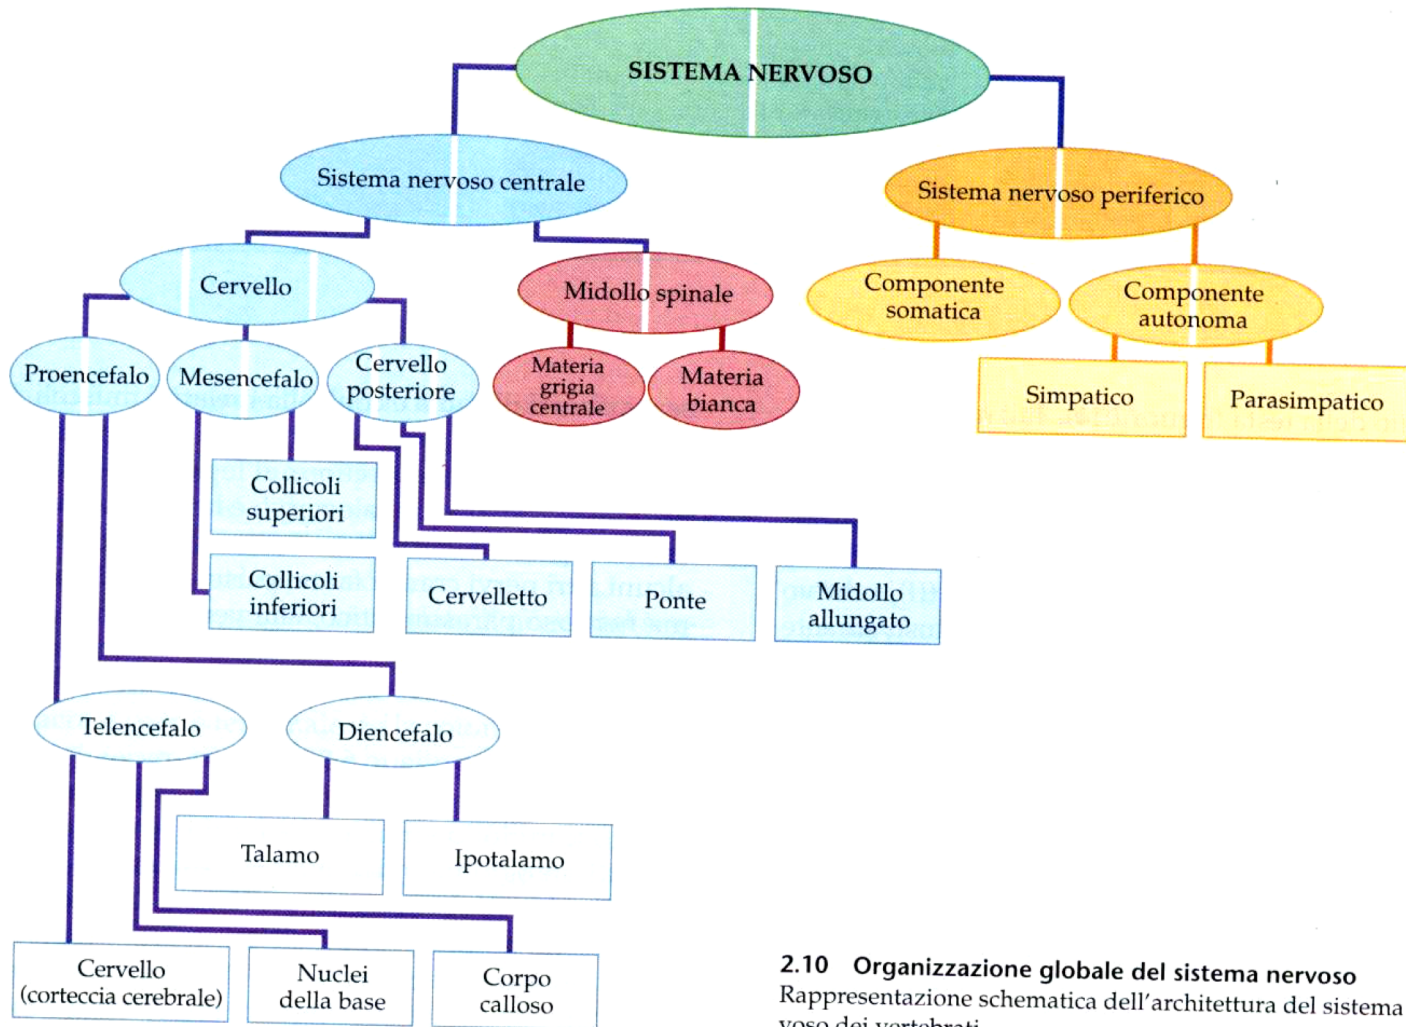 SISTEMA NERVOSO
Sistema nervoso centrale
Sistema nervoso periferico
Cervello
Midollo spinale
Componente
somatica
Componente
autonoma
Proencefalo
Mesencefalo
Cervello
posteriore
Materia
grigia
centrale
Materia
bianca
Simpatico
Parasimpatico
Collicoli
superiori
Collicoli
inferiori
Cervelletto
Ponte
Midollo
allungato
Telencefalo
Diencefalo
Talamo
Ipotalamo
Cervello
(corteccia cerebrale)
Nuclei
della base
Corpo
calloso
2.10 Organizzazione globale del sistema nervoso
Rappresentazione schematica dell'architettura del sistema
voso dei vertebrati